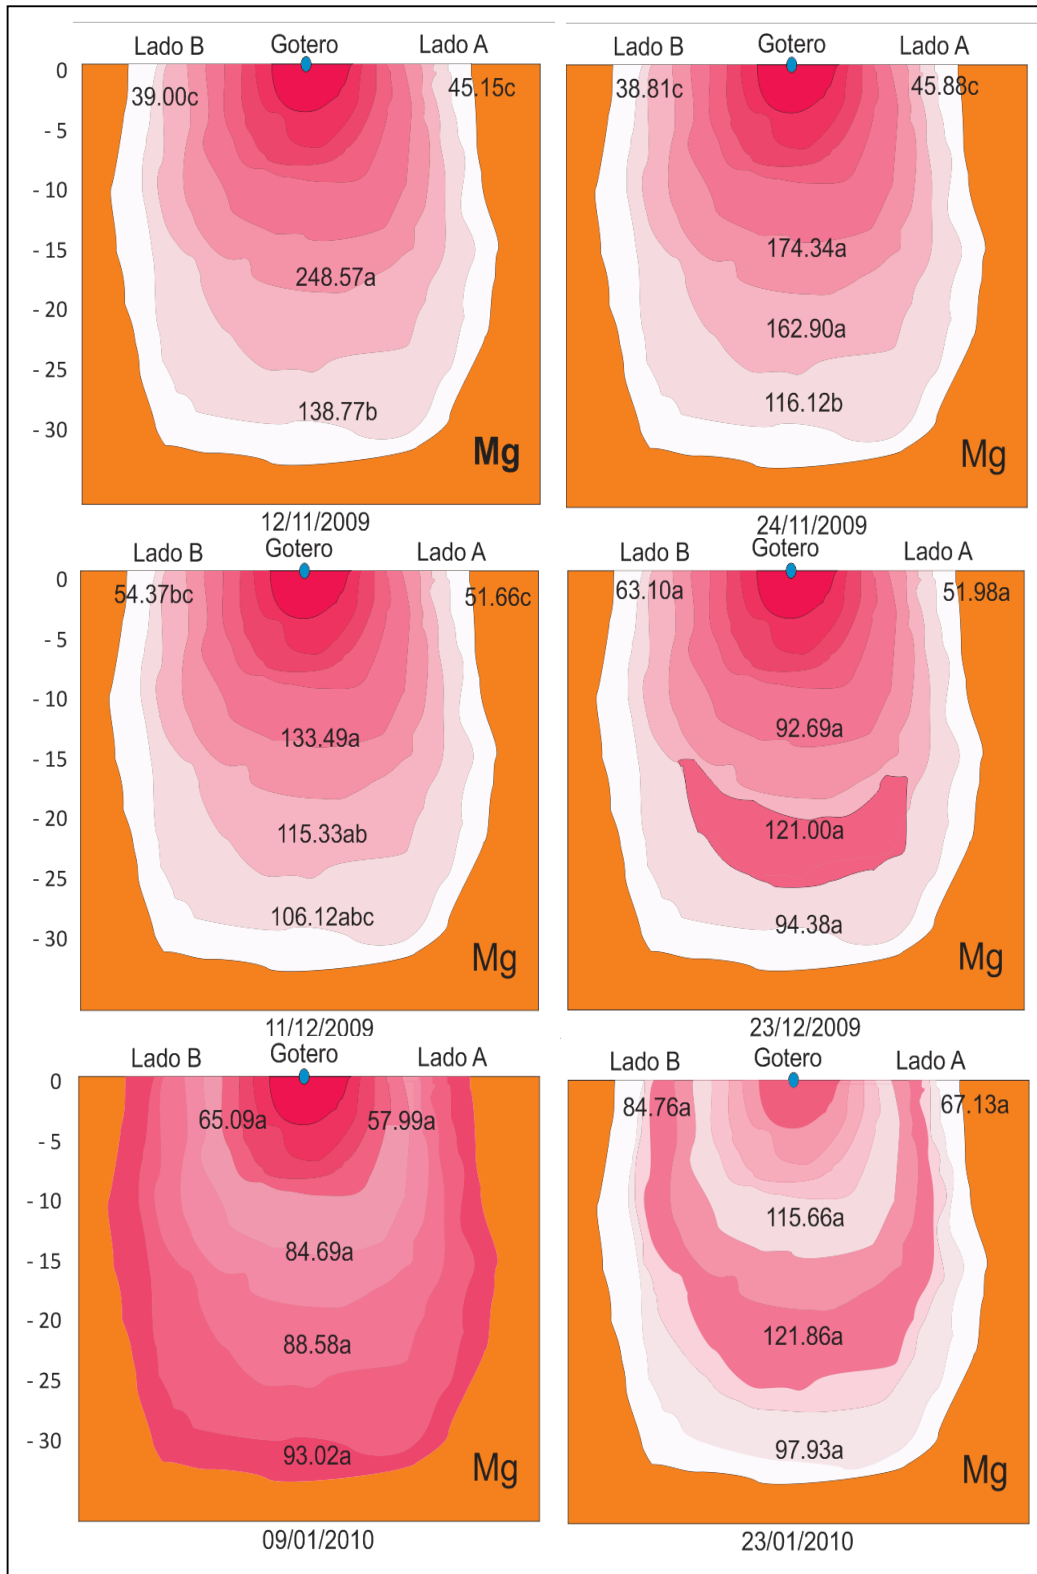 Lado B Gotero Lado A
0
39.00c 45.15c
- 5
- 10
- 15
248.57a
- 20
- 25
138.77b
- 30
Mg
12/11/2009
Lado B Gotero Lado A
38.81c 45.88c
174.34a
162.90a
116.12b
Mg
24/11/2009
Lado B Gotero Lado A
0
54.37bc 51.66c
- 5
- 10
133.49a
- 15
- 20
115.33ab
- 25
106.12abc
- 30
Mg
11/12/2009
Lado B Gotero Lado A
63.10a 51.98a
92.69a
121.00a
94.38a
Mg
23/12/2009
Lado B Gotero Lado A
0
65.09a 57.99a
- 5
- 10
84.69a
- 15
- 20
88.58a
- 25
- 30
93.02a
Mg
09/01/2010
Lado B Gotero Lado A
84.76a 67.13a
115.66a
121.86a
97.93a
Mg
23/01/2010